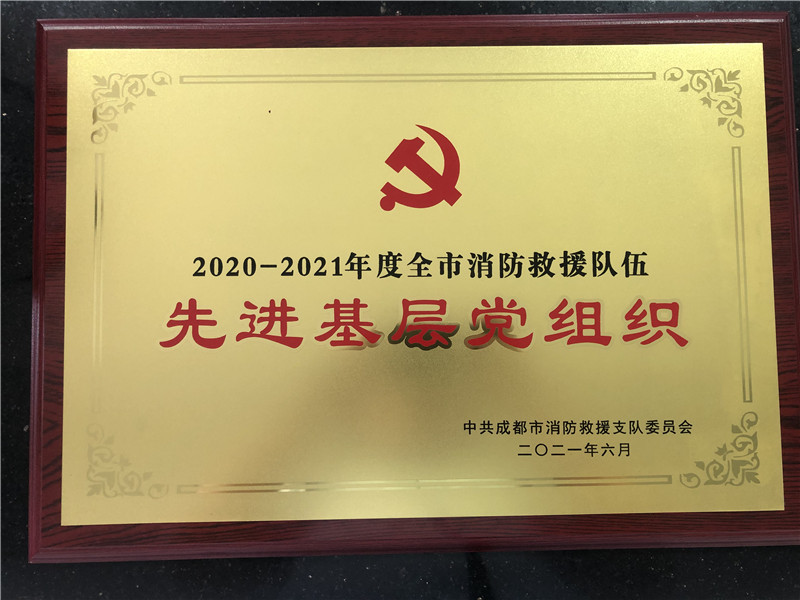 2020-2021年度全市消防救援队伍
先进基层党组织
中共成都市消防救援支队委员会
二〇二一年六月